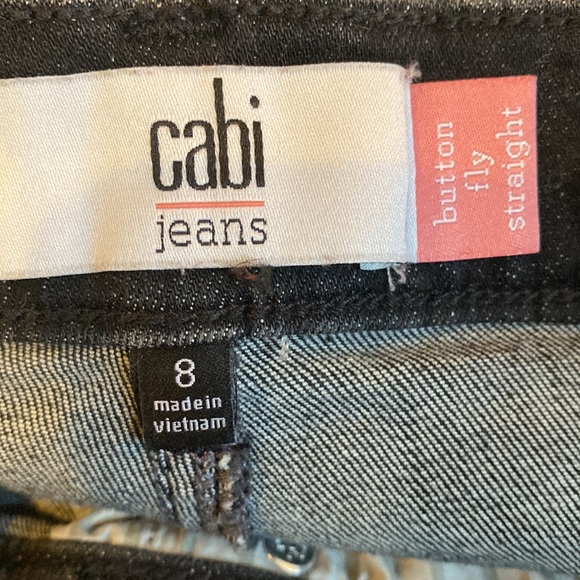 cabi
jeans
button
fly
straight
8
made in
vietnam